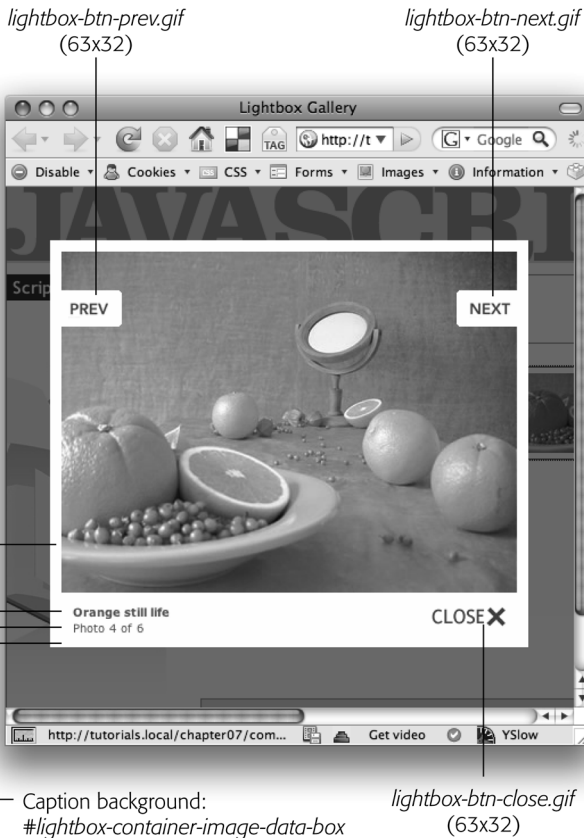 lightbox-btn-prev.gif
(63x32)
lightbox-btn-next.gif
(63x32)
Lightbox Gallery
TAG
http://t
G
Google
Disable
Cookies
CSS
CSS
Forms
Images
Information
JAVASCRI
Scrip
PREV
NEXT
Orange still life
Photo 4 of 6
CLOSE
http://tutorials.local/chapter07/com...
Get video
YSlow
Caption background:
#lightbox-container-image-data-box
lightbox-btn-close.gif
(63x32)